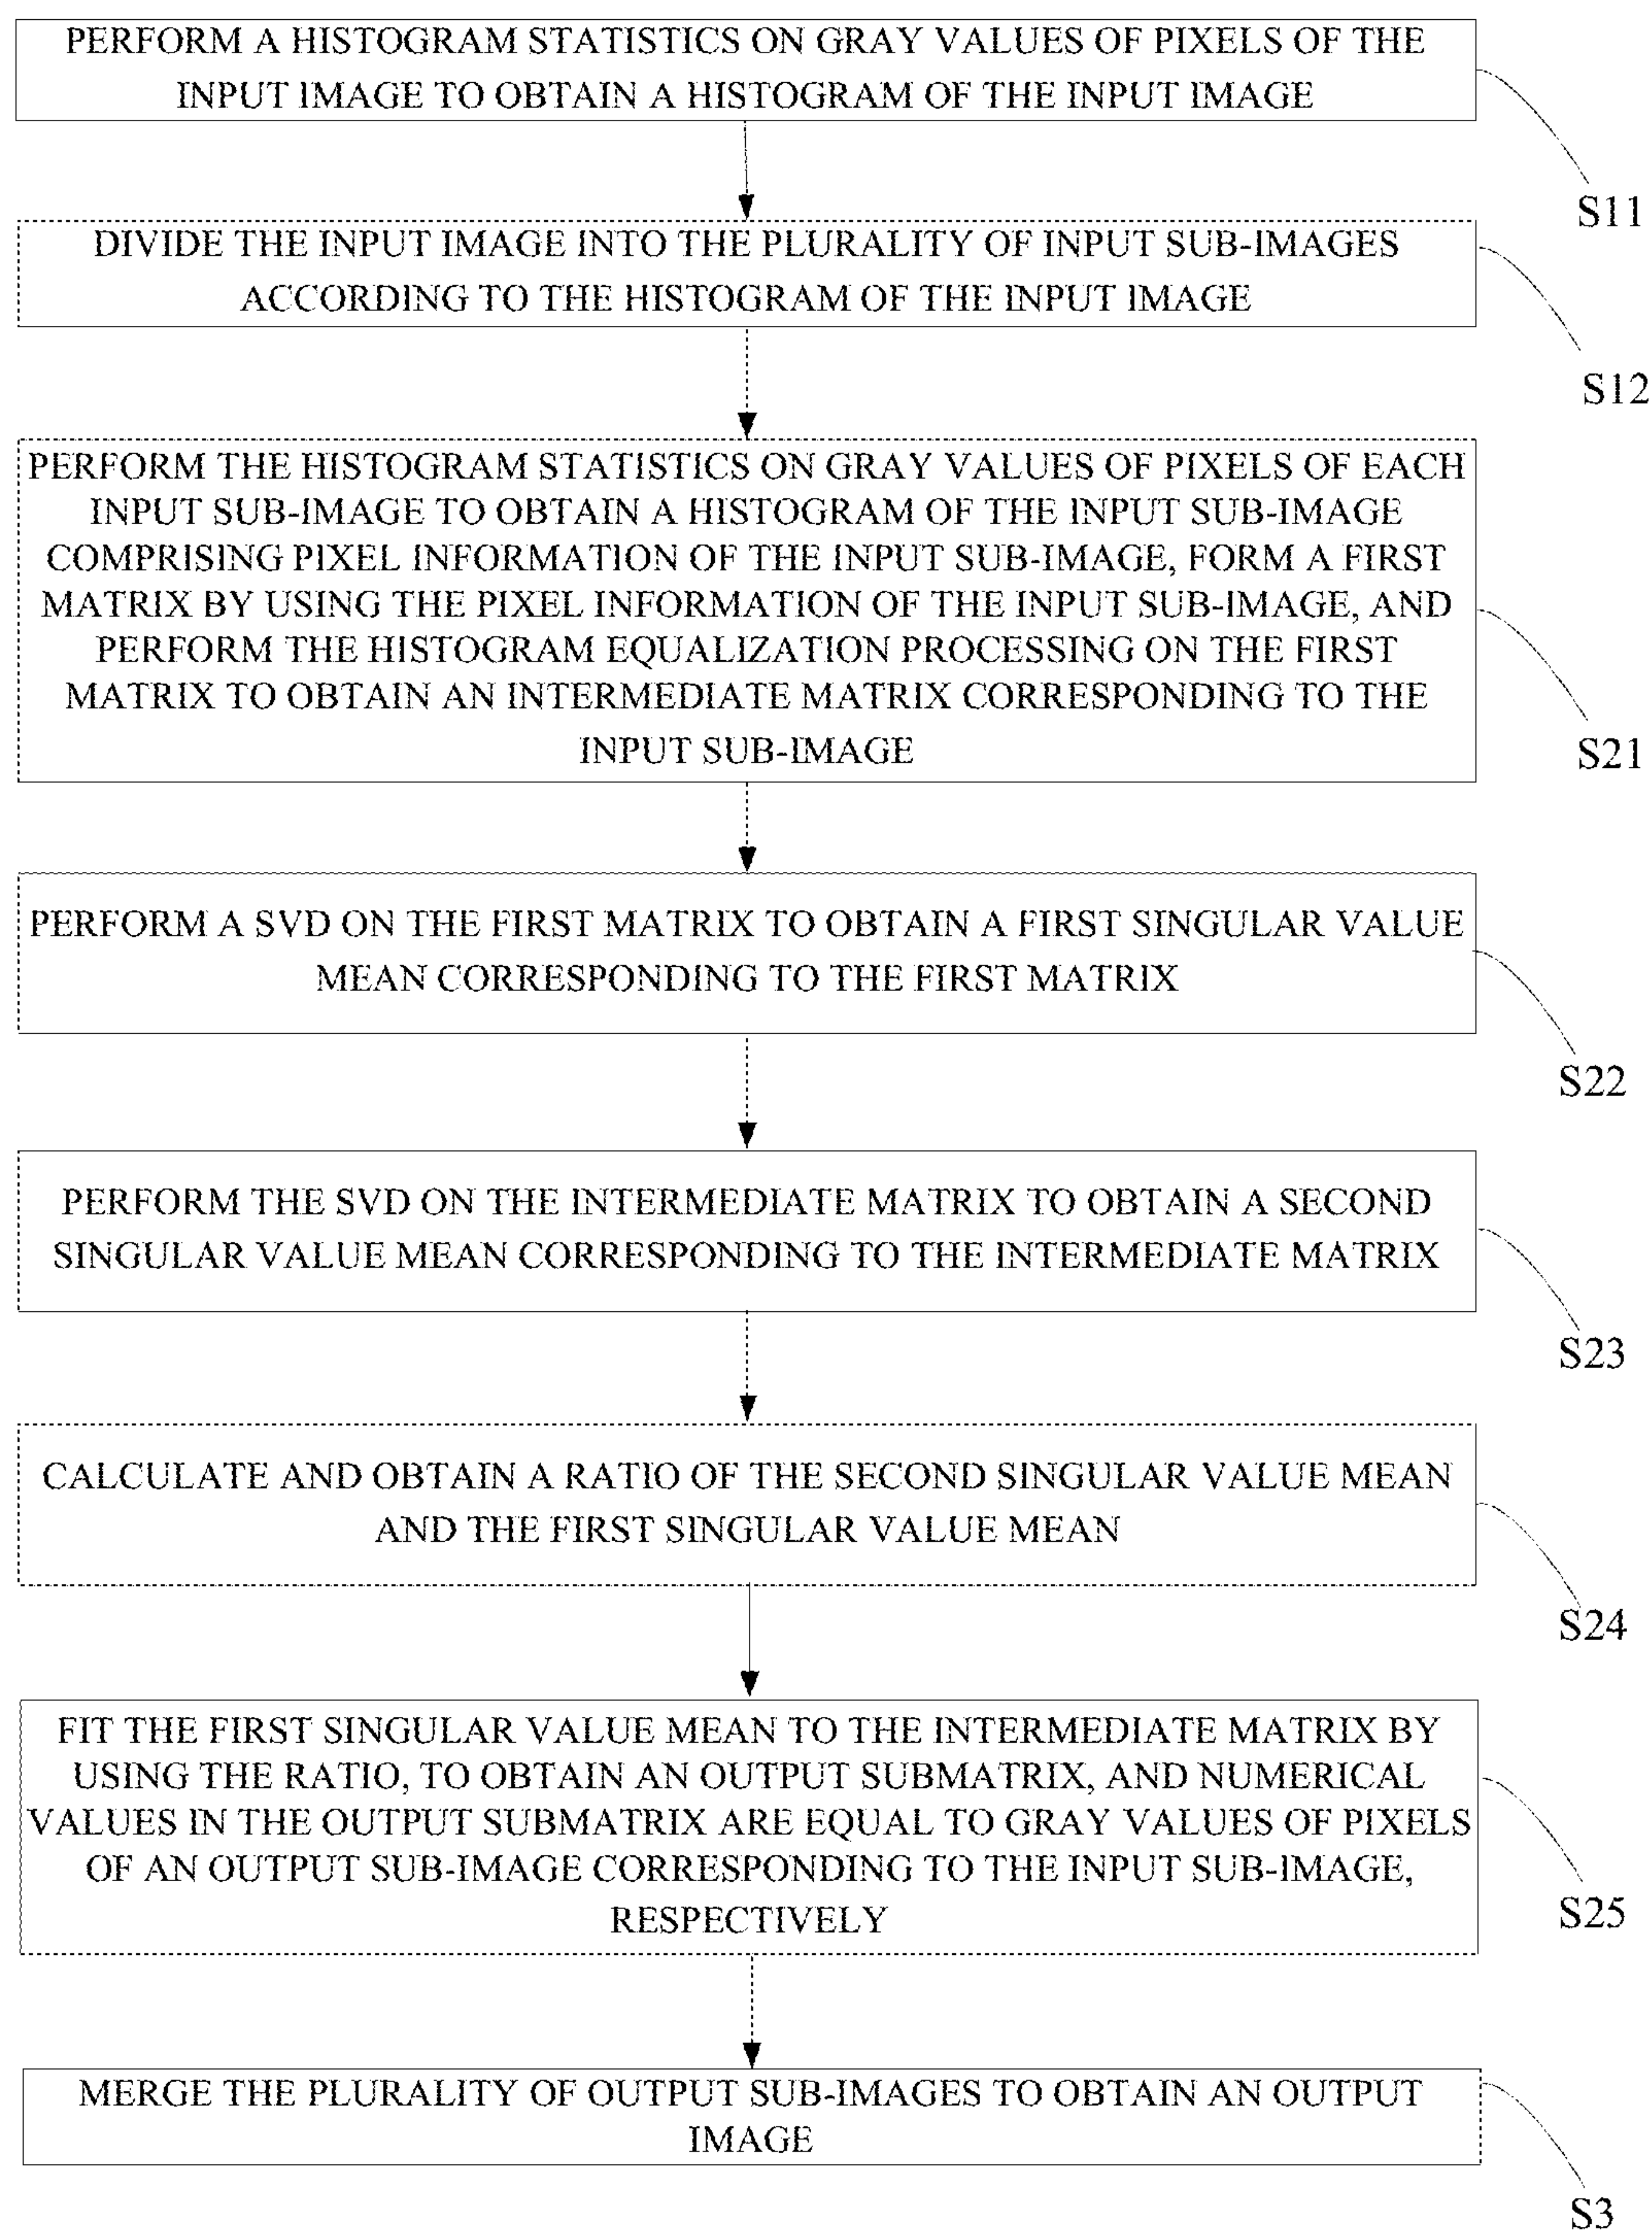 PERFORM A HISTOGRAM STATISTICS ON GRAY VALUES OF PIXELS OF THE
INPUT IMAGE TO OBTAIN A HISTOGRAM OF THE INPUT IMAGE
S11
DIVIDE THE INPUT IMAGE INTO THE PLURALITY OF INPUT SUB-IMAGES
ACCORDING TO THE HISTOGRAM OF THE INPUT IMAGE
S12
PERFORM THE HISTOGRAM STATISTICS ON GRAY VALUES OF PIXELS OF EACH
INPUT SUB-IMAGE TO OBTAIN A HISTOGRAM OF THE INPUT SUB-IMAGE
COMPRISING PIXEL INFORMATION OF THE INPUT SUB-IMAGE, FORM A FIRST
MATRIX BY USING THE PIXEL INFORMATION OF THE INPUT SUB-IMAGE, AND
PERFORM THE HISTOGRAM EQUALIZATION PROCESSING ON THE FIRST
MATRIX TO OBTAIN AN INTERMEDIATE MATRIX CORRESPONDING TO THE
INPUT SUB-IMAGE
S21
PERFORM A SVD ON THE FIRST MATRIX TO OBTAIN A FIRST SINGULAR VALUE
MEAN CORRESPONDING TO THE FIRST MATRIX
S22
PERFORM THE SVD ON THE INTERMEDIATE MATRIX TO OBTAIN A SECOND
SINGULAR VALUE MEAN CORRESPONDING TO THE INTERMEDIATE MATRIX
S23
CALCULATE AND OBTAIN A RATIO OF THE SECOND SINGULAR VALUE MEAN
AND THE FIRST SINGULAR VALUE MEAN
S24
FIT THE FIRST SINGULAR VALUE MEAN TO THE INTERMEDIATE MATRIX BY
USING THE RATIO, TO OBTAIN AN OUTPUT SUBMATRIX, AND NUMERICAL
VALUES IN THE OUTPUT SUBMATRIX ARE EQUAL TO GRAY VALUES OF PIXELS
OF AN OUTPUT SUB-IMAGE CORRESPONDING TO THE INPUT SUB-IMAGE,
RESPECTIVELY
S25
MERGE THE PLURALITY OF OUTPUT SUB-IMAGES TO OBTAIN AN OUTPUT
IMAGE
S3